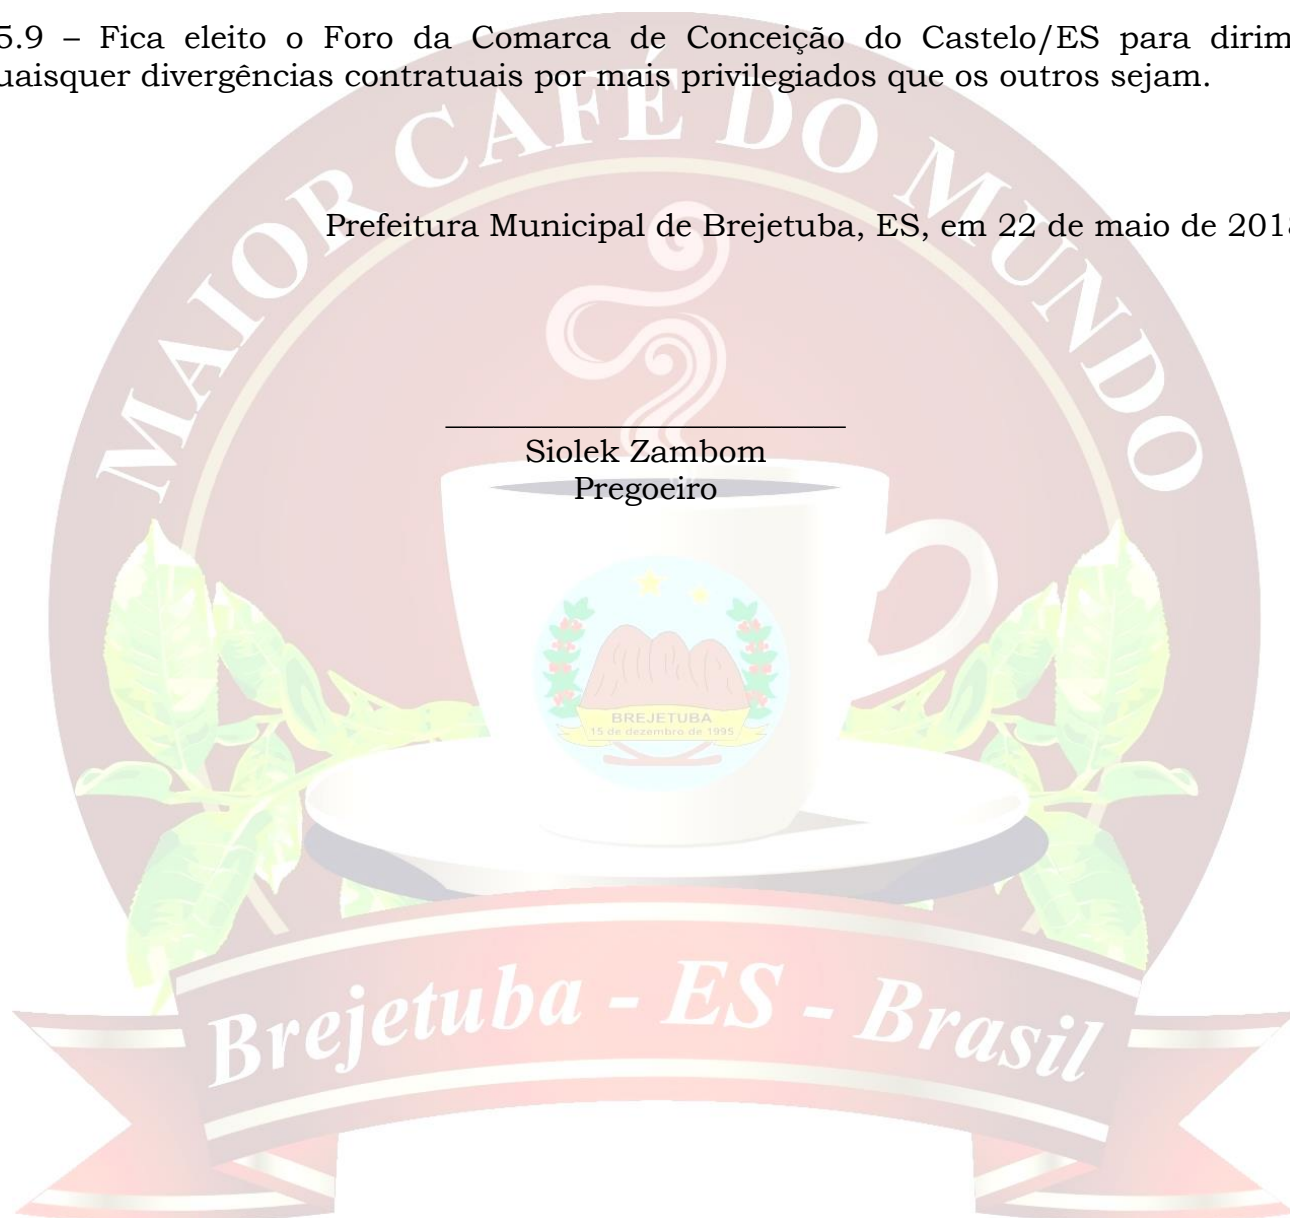 5.9 – Fica eleito o Foro da Comarca de Conceição do Castelo/ES para dirim
uaisquer divergências contratuais por mais privilegiados que os outros sejam.
MAIOR CAFÉ DO MUNDO
Prefeitura Municipal de Brejetuba, ES, em 22 de maio de 201
Siolek Zambom
Pregoeiro
BREJETUBA
15 de dezembro de 1995
Brejetuba - ES - Brasil